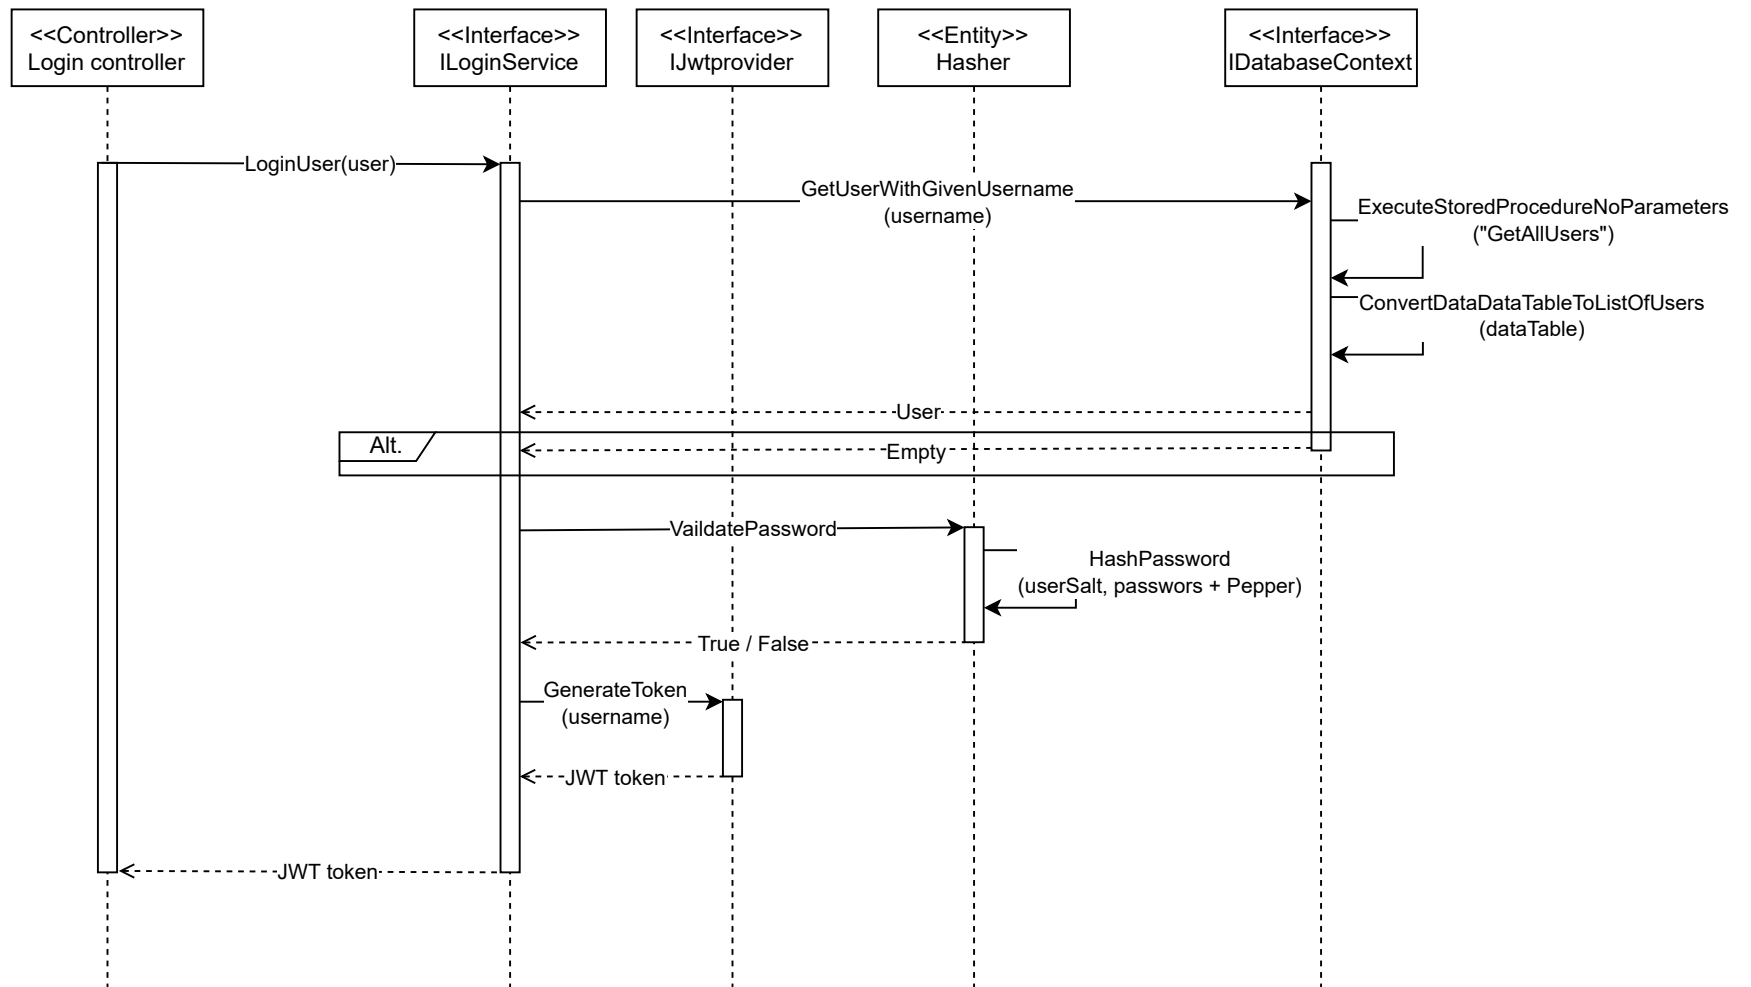 <<Controller>>
Login controller
<<Interface>>
ILoginService
<<Interface>>
IJwtprovider
<<Entity>>
Hasher
<<Interface>>
IDatabaseContext
LoginUser(user)
GetUserWithGivenUsername
(username)
ExecuteStoredProcedureNoParameters
("GetAllUsers")
ConvertDataDataTableToListOfUsers
(dataTable)
User
Alt.
Empty
VaildatePassword
HashPassword
(userSalt, passwors + Pepper)
True / False
GenerateToken
(username)
JWT token
JWT token